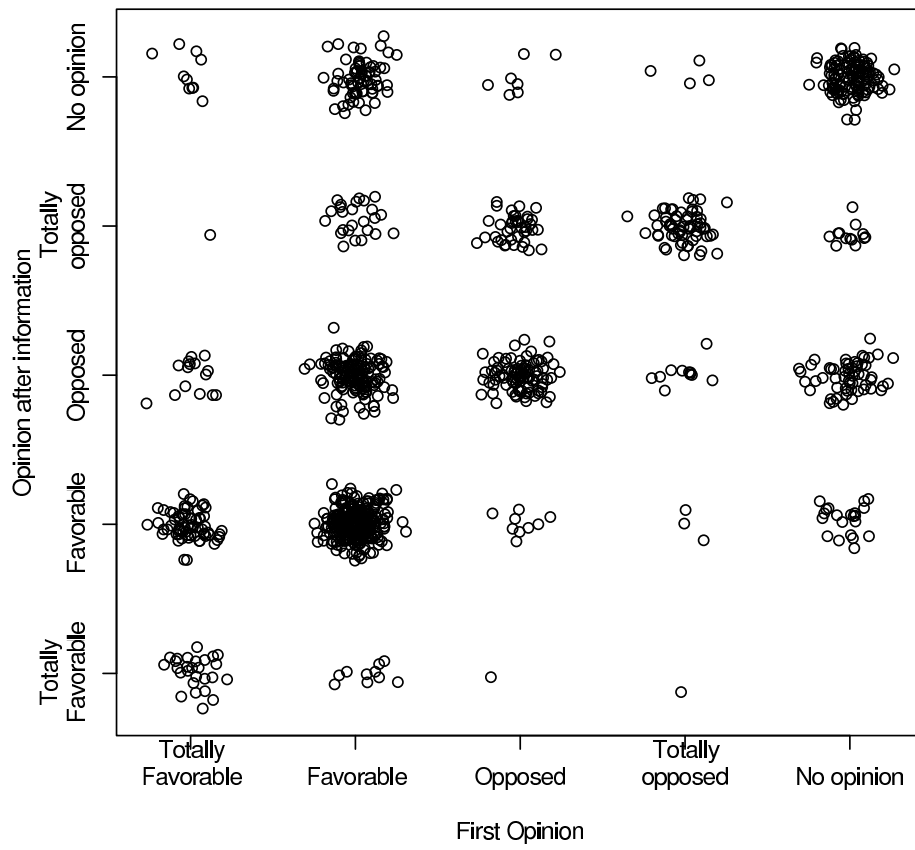 Opinion after information
No opinion
Totally
opposed
Opposed
Favorable
Totally
Favorable
Totally
Favorable
Favorable
Opposed
Totally
opposed
No opinion
First Opinion